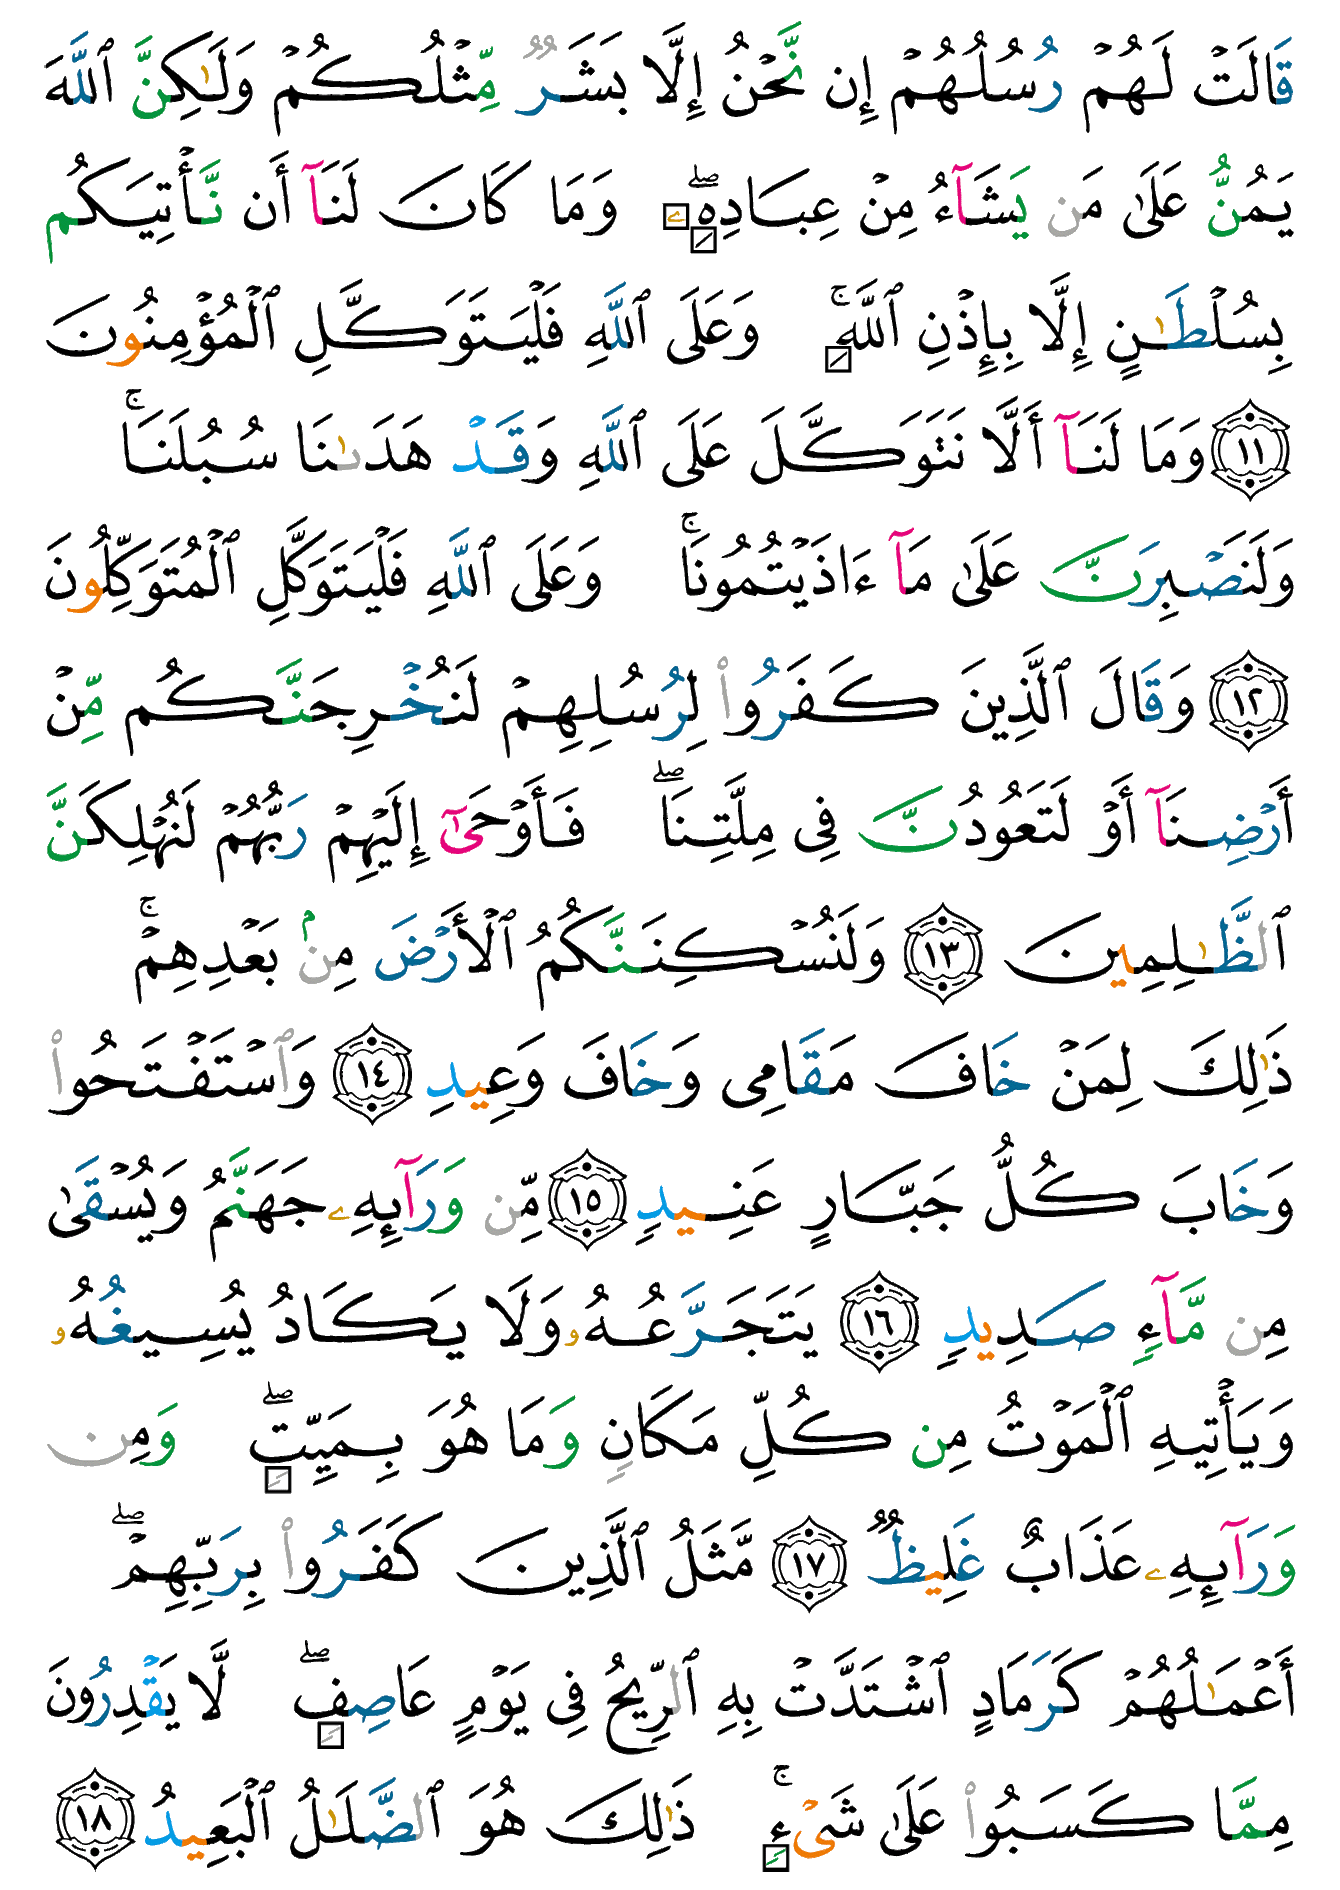 قَالَتۡ لَهُمۡ رُسُلُهُمۡ إِن نَّحۡنُ إِلَّا بَشَرٌ مِّثۡلُكُمۡ وَلَٰكِنَّ ٱللَّهَ
يَمُنُّ عَلَىٰ مَن يَشَآءُ مِنۡ عِبَادِهِۦۖ وَمَا كَانَ لَنَآ أَن نَّأۡتِيَكُم
بِسُلۡطَٰنٍ إِلَّا بِإِذۡنِ ٱللَّهِۚ وَعَلَى ٱللَّهِ فَلۡيَتَوَكَّلِ ٱلۡمُؤۡمِنُونَ
١١ وَمَا لَنَآ أَلَّا نَتَوَكَّلَ عَلَى ٱللَّهِ وَقَدۡ هَدَىٰنَا سُبُلَنَاۚ
وَلَنَصۡبِرَنَّ عَلَىٰ مَآ ءَاذَيۡتُمُونَاۚ وَعَلَى ٱللَّهِ فَلۡيَتَوَكَّلِ ٱلۡمُتَوَكِّلُونَ
١٢ وَقَالَ ٱلَّذِينَ كَفَرُواْ لِرُسُلِهِمۡ لَنُخۡرِجَنَّكُم مِّنۡ
أَرۡضِنَآ أَوۡ لَتَعُودُنَّ فِي مِلَّتِنَاۖ فَأَوۡحَىٰٓ إِلَيۡهِمۡ رَبُّهُمۡ لَنُهۡلِكَنَّ
ٱلظَّٰلِمِينَ ١٣ وَلَنُسۡكِنَنَّكُمُ ٱلۡأَرۡضَ مِنۢ بَعۡدِهِمۡۚ
ذَٰلِكَ لِمَنۡ خَافَ مَقَامِي وَخَافَ وَعِيدِ ١٤ وَٱسۡتَفۡتَحُواْ
وَخَابَ كُلُّ جَبَّارٍ عَنِيدٍ ١٥ مِّن وَرَآئِهِۦ جَهَنَّمُ وَيُسۡقَىٰ
مِن مَّآءٍ صَدِيدٍ ١٦ يَتَجَرَّعُهُۥ وَلَا يَكَادُ يُسِيغُهُۥ
وَيَأۡتِيهِ ٱلۡمَوۡتُ مِن كُلِّ مَكَانٍ وَمَا هُوَ بِمَيِّتٍۖ وَمِن
وَرَآئِهِۦ عَذَابٌ غَلِيظٌ ١٧ مَّثَلُ ٱلَّذِينَ كَفَرُواْ بِرَبِّهِمۡۖ
أَعۡمَٰلُهُمۡ كَرَمَادٍ ٱشۡتَدَّتۡ بِهِ ٱلرِّيحُ فِي يَوۡمٍ عَاصِفٍۖ لَّا يَقۡدِرُونَ
مِمَّا كَسَبُواْ عَلَىٰ شَيۡءٍۚ ذَٰلِكَ هُوَ ٱلضَّلَٰلُ ٱلۡبَعِيدُ ١٨